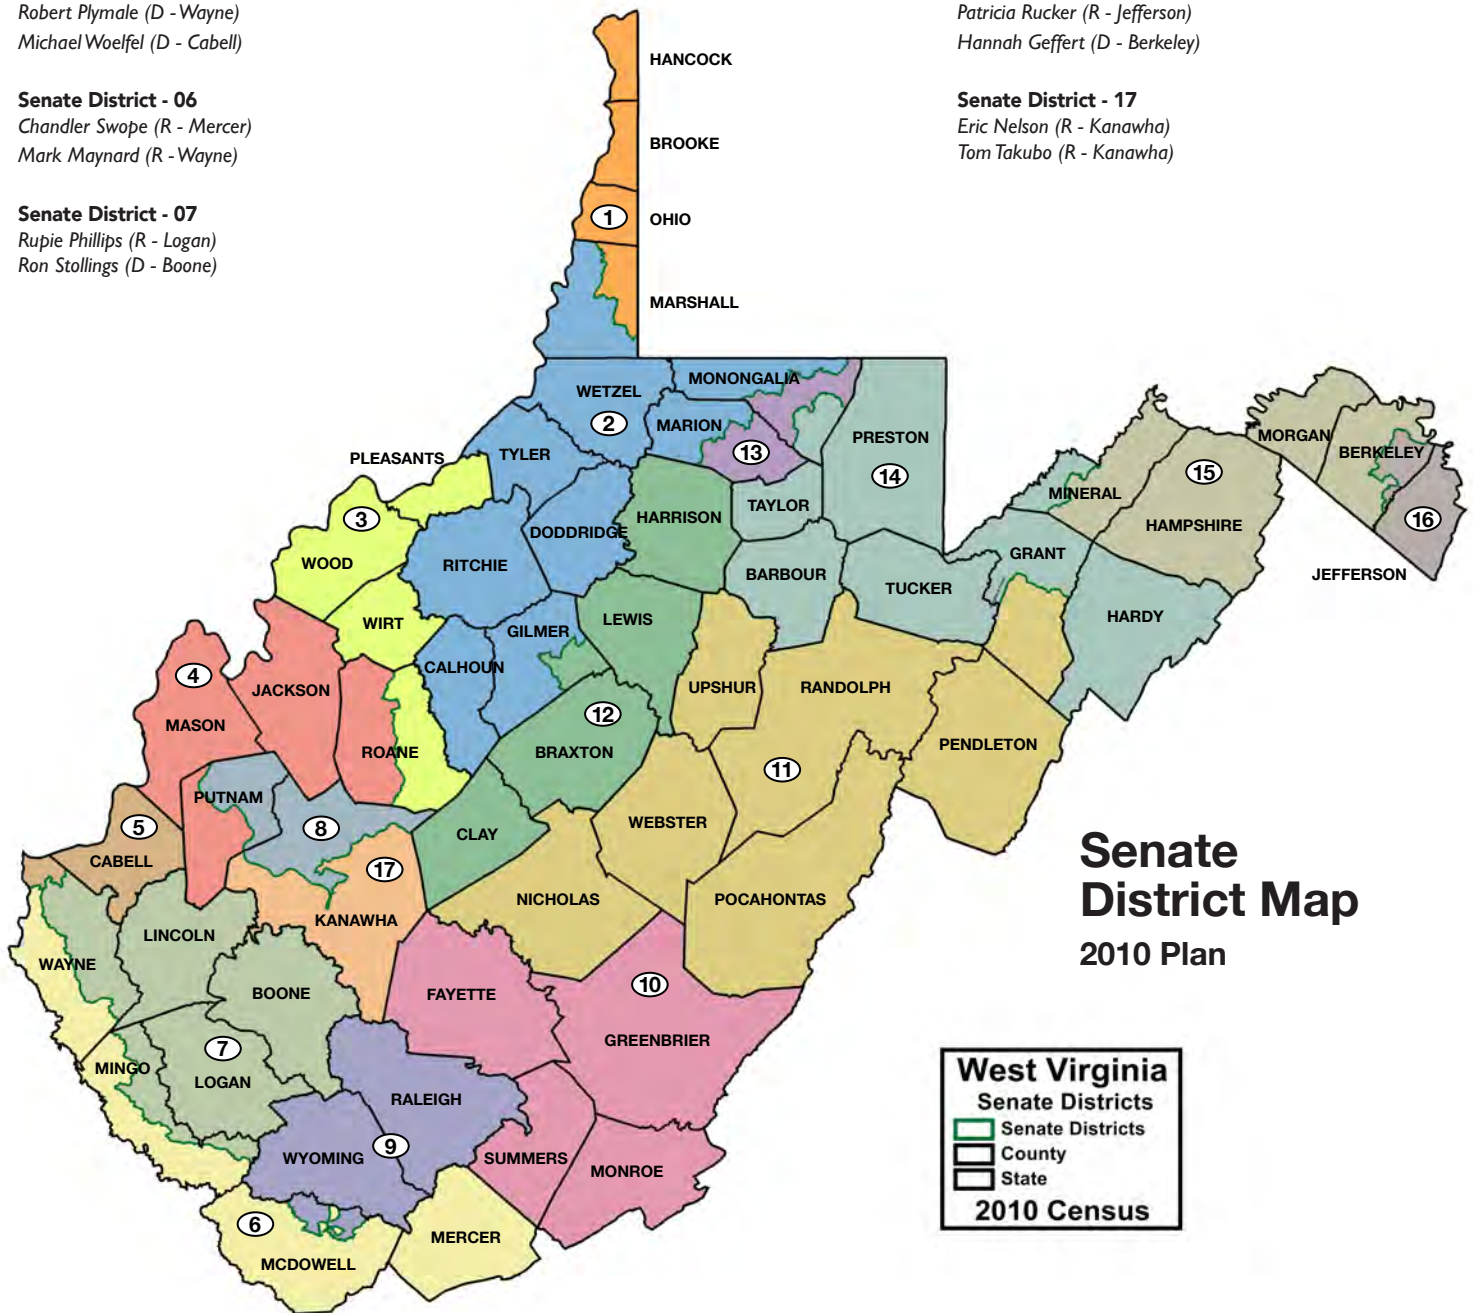 Robert Plymale (D - Wayne)
Michael Woelfel (D - Cabell)
Senate District - 06
Chandler Swope (R - Mercer)
Mark Maynard (R - Wayne)
Senate District - 07
Rupie Phillips (R - Logan)
Ron Stollings (D - Boone)
Patricia Rucker (R - Jefferson)
Hannah Geffert (D - Berkeley)
Senate District - 17
Eric Nelson (R - Kanawha)
Tom Takubo (R - Kanawha)
HANCOCK
BROOKE
1
OHIO
MARSHALL
WETZEL
2
MONONGALIA
MARION
13
PRESTON
14
TYLER
PLEASANTS
3
WOOD
RITCHIE
DODDRIDGE
HARRISON
TAYLOR
BARBOUR
TUCKER
GRANT
MINERAL
15
HAMPSHIRE
MORGAN
BERKELEY
16
JEFFERSON
HARDY
WIRT
CALHOUN
GILMER
LEWIS
4
MASON
JACKSON
ROANE
12
BRAXTON
UPSHUR
RANDOLPH
11
PENDLETON
PUTNAM
8
5
CABELL
17
KANAWHA
CLAY
WEBSTER
NICHOLAS
POCAHONTAS
WAYNE
LINCOLN
BOONE
FAYETTE
10
GREENBRIER
7
LOGAN
MINGO
RALEIGH
9
WYOMING
SUMMERS
MONROE
6
MCDOWELL
MERCER
Senate
District Map
2010 Plan
West Virginia
Senate Districts
Senate Districts
County
State
2010 Census